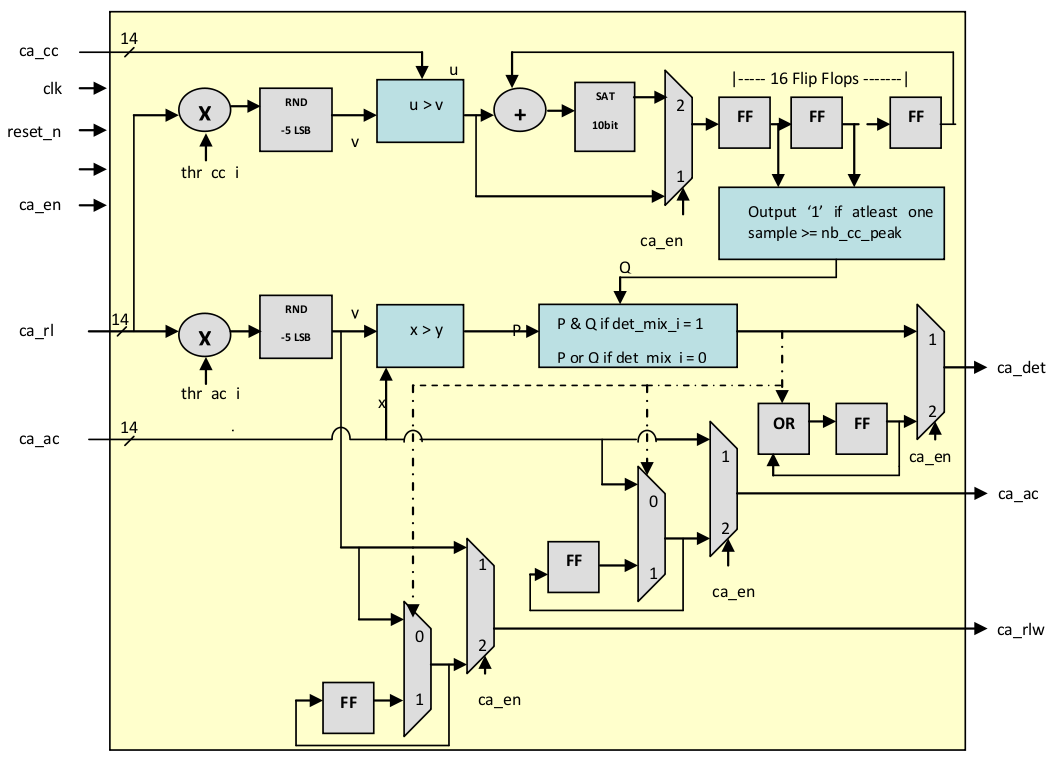 14
ca_cc
u
|----- 16 Flip Flops -------|
clk
X
RND
-5 LSB
u > v
+
SAT
10bit
2
FF
FF
FF
reset_n
v
thr cc i
1
ca_en
Output ‘1’ if atleast one
sample >= nb_cc_peak
ca_en
Q
14
ca_rl
X
RND
-5 LSB
v
x > y
P
P & Q if det_mix_i = 1
P or Q if det mix i = 0
1
ca_det
thr ac i
x
OR
FF
2
ca_en
14
ca_ac
1
0
ca_ac
2
FF
1
ca_en
1
0
ca_rlw
2
FF
1
ca_en